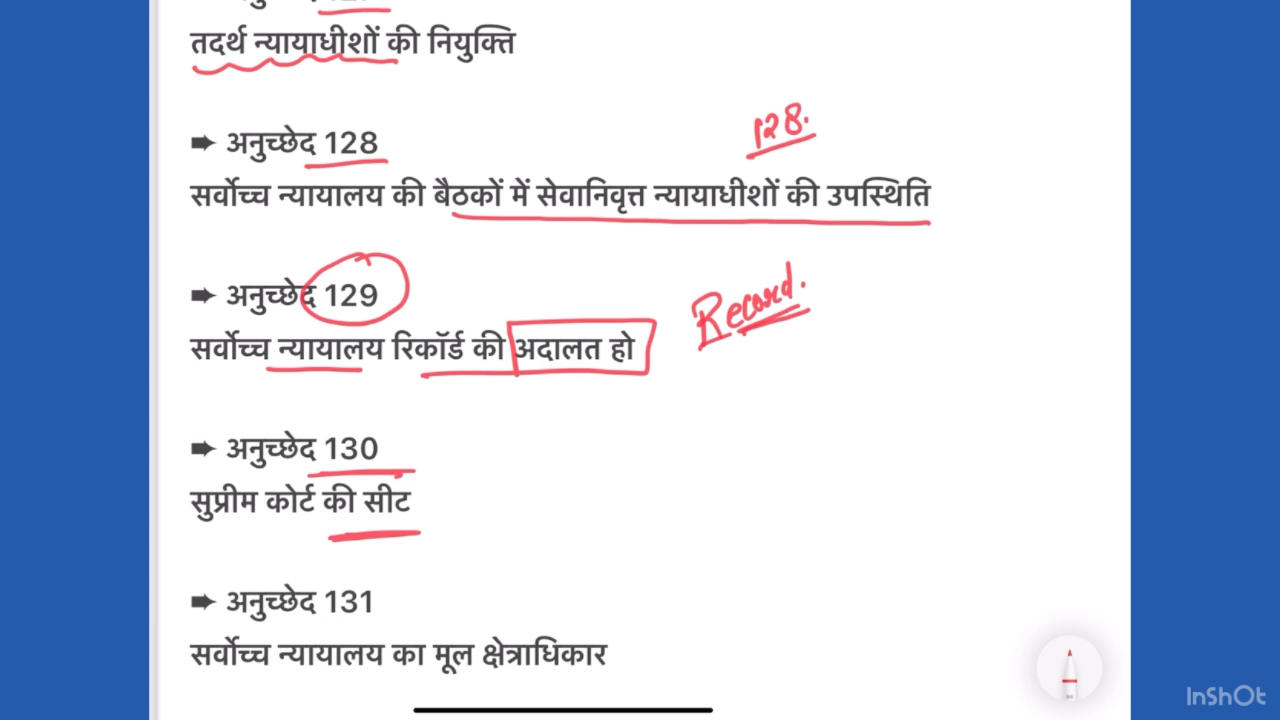 तदर्थ न्यायाधीशों की नियुक्ति
➨ अनुच्छेद 128
128.
सर्वोच्च न्यायालय की बैठकों में सेवानिवृत्त न्यायाधीशों की उपस्थिति
➨ अनुच्छेद 129
Record.
सर्वोच्च न्यायालय रिकॉर्ड की अदालत हो
➨ अनुच्छेद 130
सुप्रीम कोर्ट की सीट
➨ अनुच्छेद 131
सर्वोच्च न्यायालय का मूल क्षेत्राधिकार
InShOt